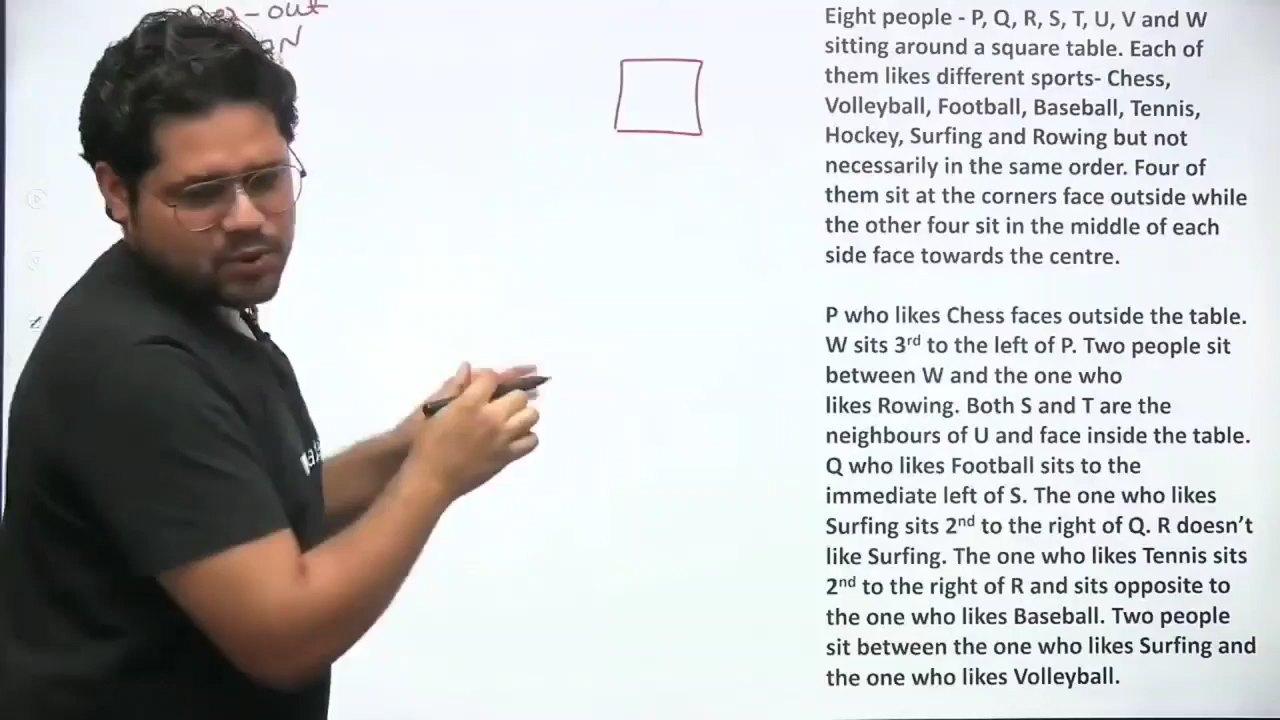 out
Eight people - P, Q, R, S, T, U, V and W
sitting around a square table. Each of
them likes different sports- Chess,
Volleyball, Football, Baseball, Tennis,
Hockey, Surfing and Rowing but not
necessarily in the same order. Four of
them sit at the corners face outside while
the other four sit in the middle of each
side face towards the centre.
P who likes Chess faces outside the table.
W sits 3rd to the left of P. Two people sit
between W and the one who
likes Rowing. Both S and T are the
neighbours of U and face inside the table.
Q who likes Football sits to the
immediate left of S. The one who likes
Surfing sits 2nd to the right of Q. R doesn’t
like Surfing. The one who likes Tennis sits
2nd to the right of R and sits opposite to
the one who likes Baseball. Two people
sit between the one who likes Surfing and
the one who likes Volleyball.